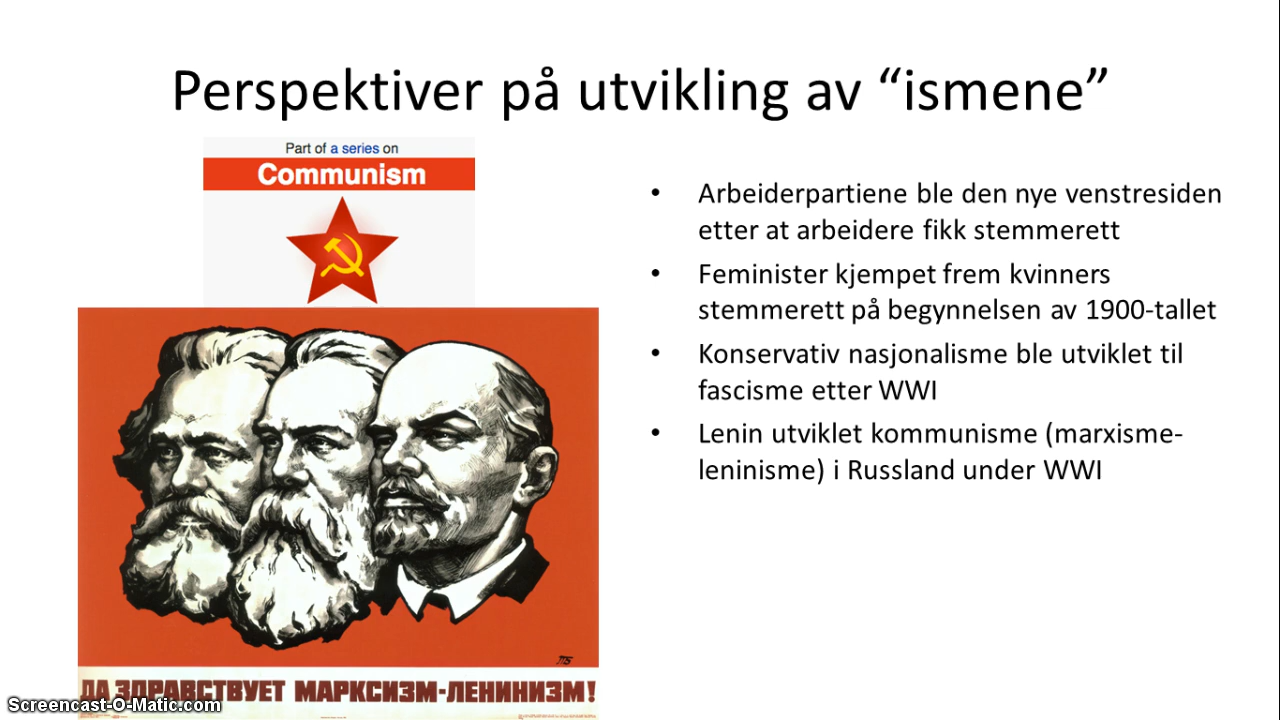 Perspektiver på utvikling av “ismene”
Part of a series on
Communism
• Arbeiderpartiene ble den nye venstresiden
etter at arbeidere fikk stemmerett
• Feminister kjempet frem kvinners
stemmerett på begynnelsen av 1900-tallet
• Konservativ nasjonalisme ble utviklet til
fascisme etter WWI
• Lenin utviklet kommunisme (marxisme-
leninisme) i Russland under WWI
ДА ЗДРАВСТВУЕТ МАРКСИЗМ-ЛЕНИНИЗМ!
Screencast-O-Matic.com